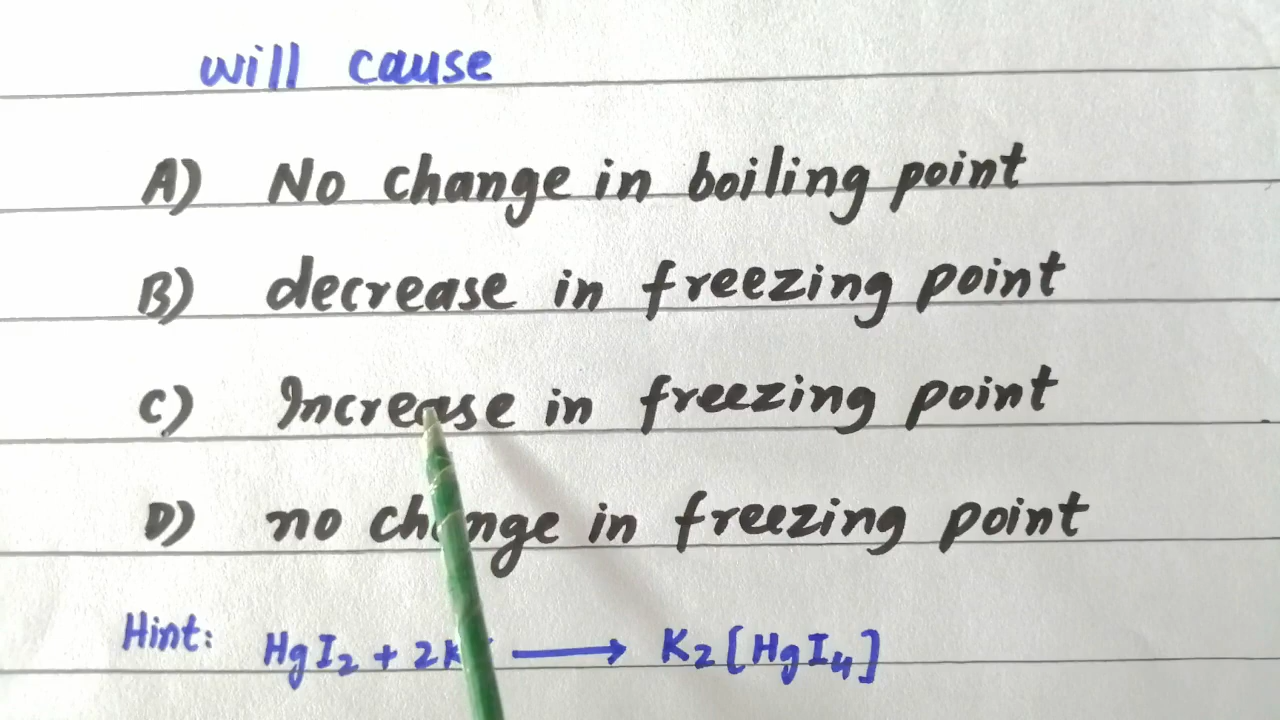 will cause
A) No change in boiling point
B) decrease in freezing point
C) Increase in freezing point
D) no change in freezing point
Hint: HgI₂ + 2K ⟶ K₂[HgI₄]